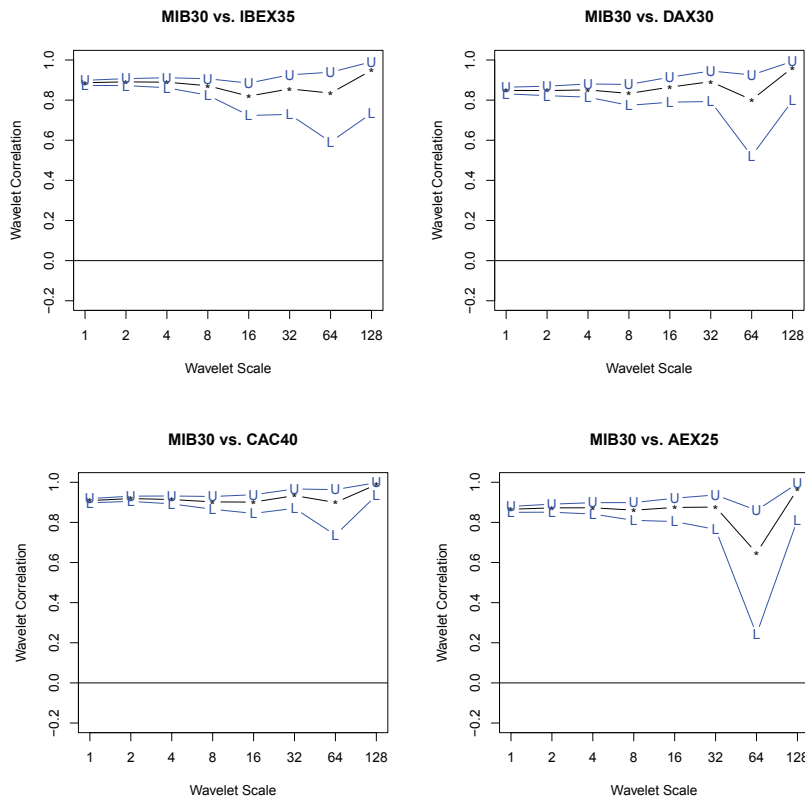 MIB30 vs. IBEX35
Wavelet Correlation
1.0
0.8
0.6
0.4
0.2
0.0
−0.2
U U U U U U U U
* * * * * * * *
L L L L L L L L
1 2 4 8 16 32 64 128
Wavelet Scale
MIB30 vs. DAX30
Wavelet Correlation
1.0
0.8
0.6
0.4
0.2
0.0
−0.2
U U U U U U U U
* * * * * * * *
L L L L L L L L
1 2 4 8 16 32 64 128
Wavelet Scale
MIB30 vs. CAC40
Wavelet Correlation
1.0
0.8
0.6
0.4
0.2
0.0
−0.2
U U U U U U U U
* * * * * * * *
L L L L L L L L
1 2 4 8 16 32 64 128
Wavelet Scale
MIB30 vs. AEX25
Wavelet Correlation
1.0
0.8
0.6
0.4
0.2
0.0
−0.2
U U U U U U U U
* * * * * * * *
L L L L L L L L
1 2 4 8 16 32 64 128
Wavelet Scale